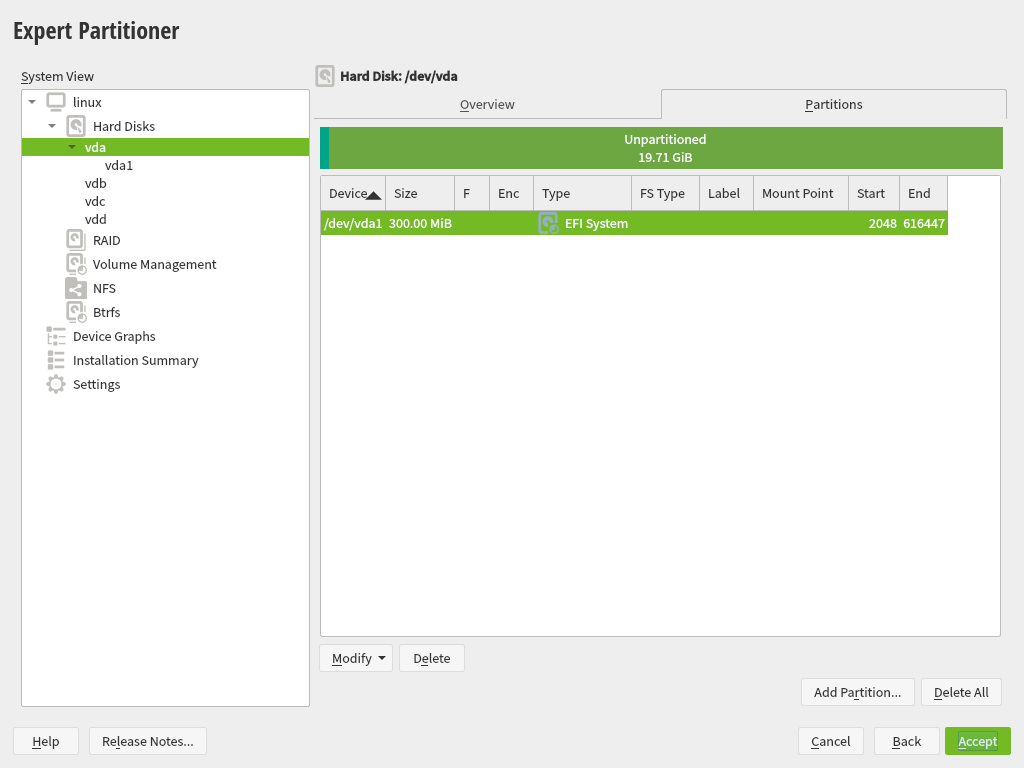 Expert Partitioner
System View
linux
Hard Disks
vda
vda1
vdb
vdc
vdd
RAID
Volume Management
NFS
Btrfs
Device Graphs
Installation Summary
Settings
Hard Disk: /dev/vda
Overview Partitions
Unpartitioned
19.71 GiB
Device Size F Enc Type FS Type Label Mount Point Start End
/dev/vda1 300.00 MiB EFI System 2048 616447
Modify Delete
Add Partition... Delete All
Help Release Notes... Cancel Back Accept